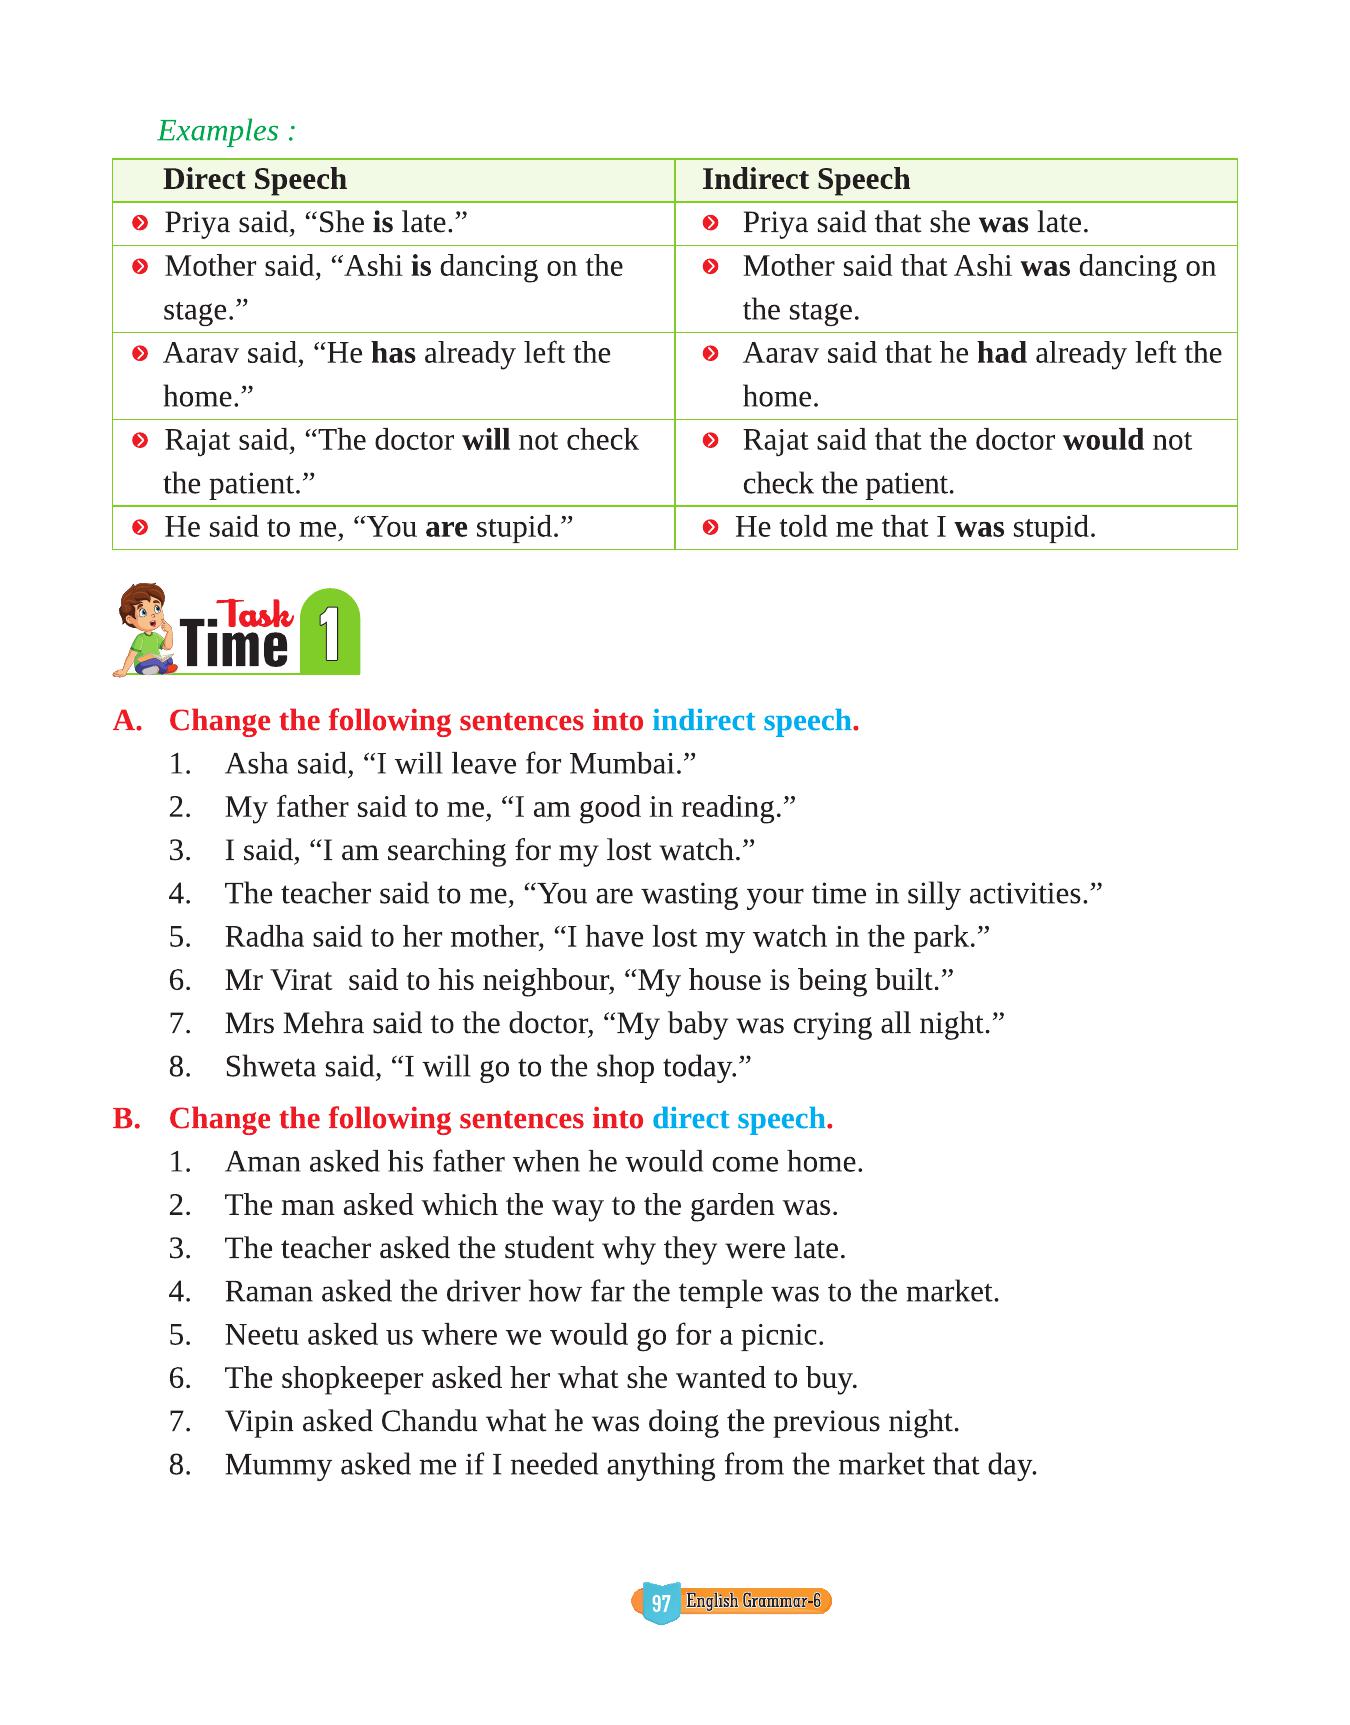 Examples :
Direct Speech
Indirect Speech
Priya said, “She is late.”
Priya said that she was late.
Mother said, “Ashi is dancing on the
stage.”
Mother said that Ashi was dancing on
the stage.
Aarav said, “He has already left the
home.”
Aarav said that he had already left the
home.
Rajat said, “The doctor will not check
the patient.”
Rajat said that the doctor would not
check the patient.
He said to me, “You are stupid.”
He told me that I was stupid.
Task
Time 1
A. Change the following sentences into indirect speech.
1. Asha said, “I will leave for Mumbai.”
2. My father said to me, “I am good in reading.”
3. I said, “I am searching for my lost watch.”
4. The teacher said to me, “You are wasting your time in silly activities.”
5. Radha said to her mother, “I have lost my watch in the park.”
6. Mr Virat said to his neighbour, “My house is being built.”
7. Mrs Mehra said to the doctor, “My baby was crying all night.”
8. Shweta said, “I will go to the shop today.”
B. Change the following sentences into direct speech.
1. Aman asked his father when he would come home.
2. The man asked which the way to the garden was.
3. The teacher asked the student why they were late.
4. Raman asked the driver how far the temple was to the market.
5. Neetu asked us where we would go for a picnic.
6. The shopkeeper asked her what she wanted to buy.
7. Vipin asked Chandu what he was doing the previous night.
8. Mummy asked me if I needed anything from the market that day.
97 English Grammar-6